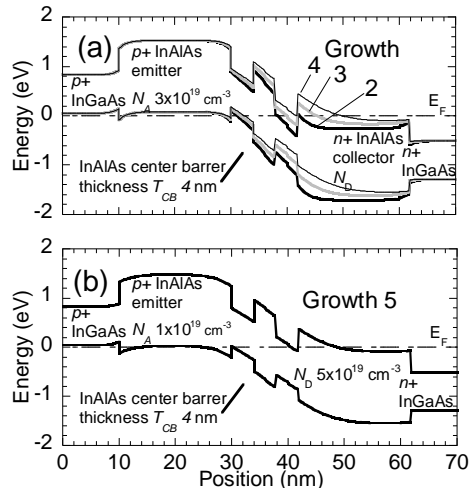 2
(a)
p+ InAlAs
emitter
Growth
4
3
2
1
p+
InGaAs
N_A 3x10^19 cm-3
E_F
0
n+ InAlAs
collector
n+
InGaAs
-1
InAlAs center barrer
thickness T_CB 4 nm
N_D
-2
Energy (eV)
2
(b)
p+ InAlAs
emitter
Growth 5
1
p+
InGaAs
N_A 1x10^19 cm-3
E_F
0
N_D 5x10^19 cm-3
n+
InGaAs
-1
InAlAs center barrer
thickness T_CB 4 nm
-2
Energy (eV)
0 10 20 30 40 50 60 70
Position (nm)